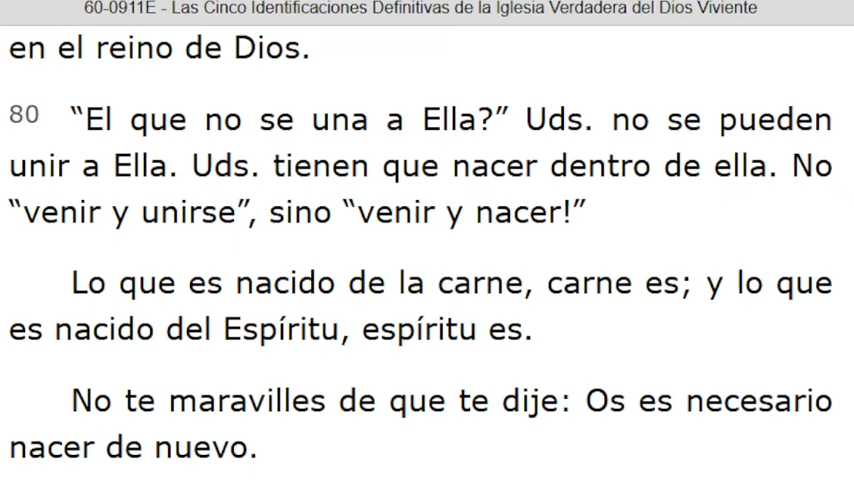 60-0911E - Las Cinco Identificaciones Definitivas de la Iglesia Verdadera del Dios Viviente
en el reino de Dios.
80 “El que no se una a Ella?” Uds. no se pueden
unir a Ella. Uds. tienen que nacer dentro de ella. No
“venir y unirse”, sino “venir y nacer!”
Lo que es nacido de la carne, carne es; y lo que
es nacido del Espíritu, espíritu es.
No te maravilles de que te dije: Os es necesario
nacer de nuevo.